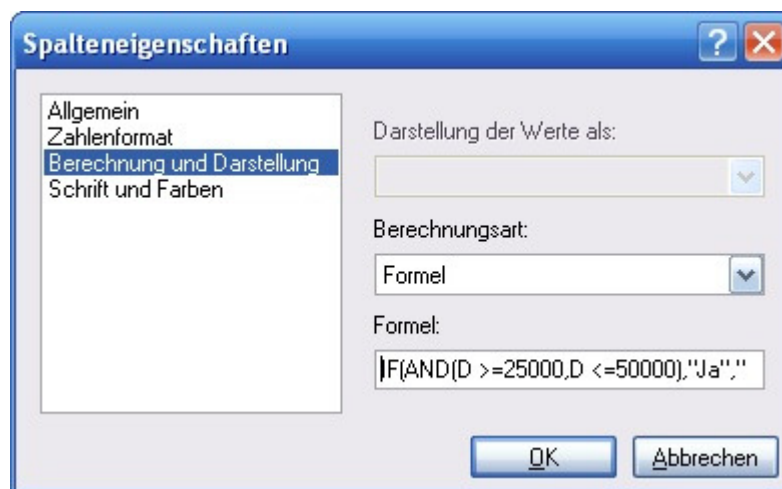 Spalteneigenschaften
Allgemein
Zahlenformat
Berechnung und Darstellung
Schrift und Farben
Darstellung der Werte als:
Berechnungsart:
Formel
Formel:
IF(AND(D >=25000,D <=50000),"Ja","
OK
Abbrechen